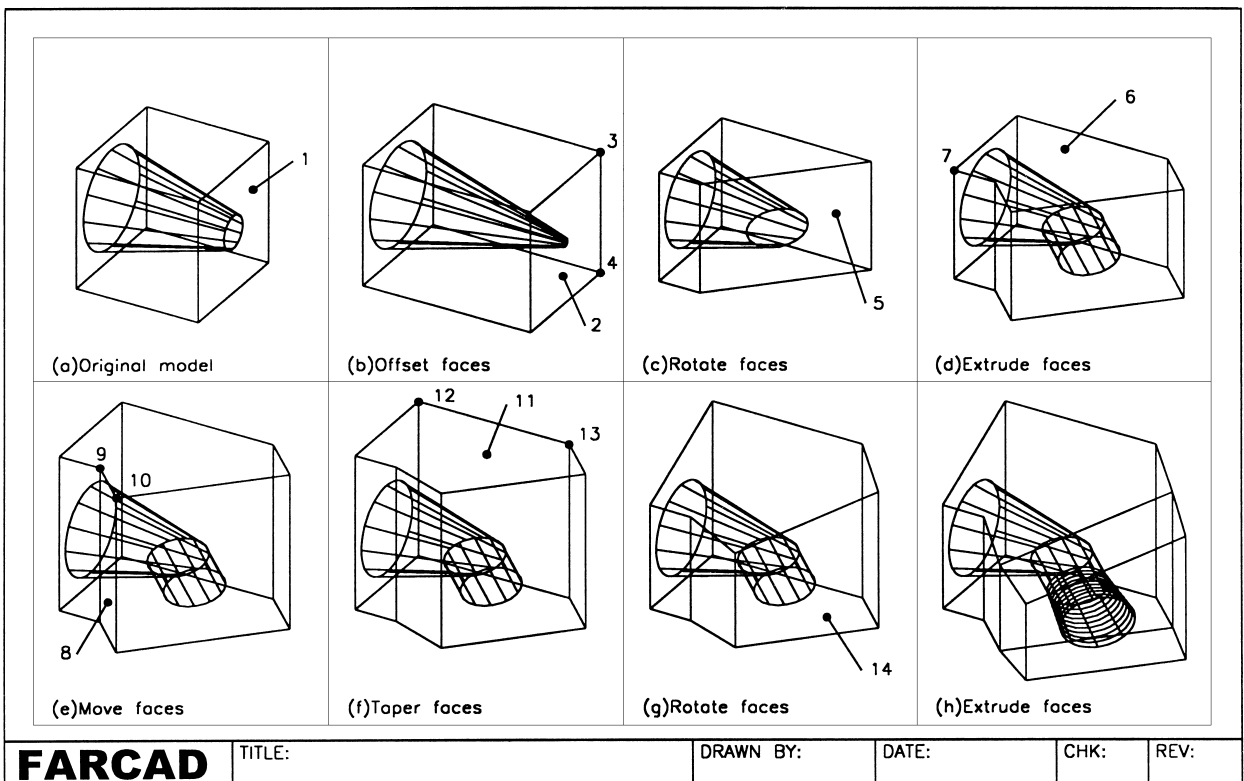 1
3
4
2
5
6
7
(a)Original model
(b)Offset faces
(c)Rotate faces
(d)Extrude faces
9
10
8
12
11
13
14
(e)Move faces
(f)Taper faces
(g)Rotate faces
(h)Extrude faces
FARCAD
TITLE:
DRAWN BY:
DATE:
CHK:
REV: